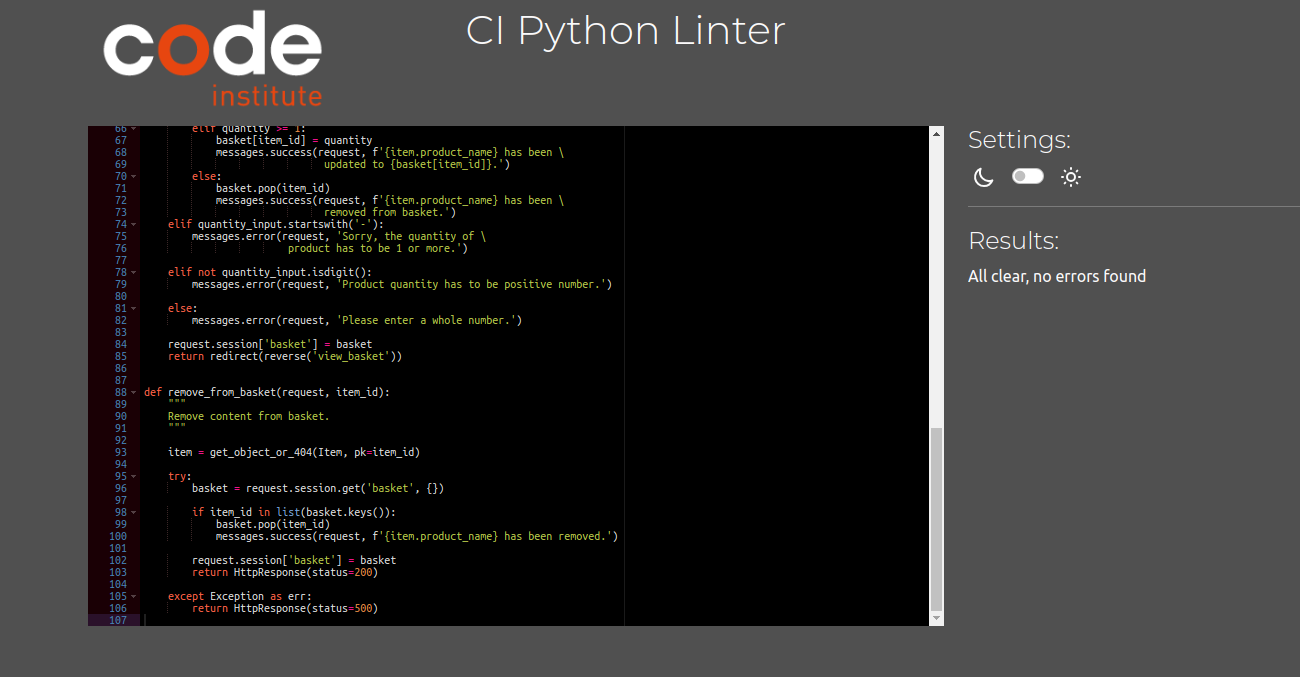 code
institute
CI Python Linter
66 elif quantity >= 1:
67 basket[item_id] = quantity
68 messages.success(request, f'{item.product_name} has been \
69 updated to {basket[item_id]}.')
70 else:
71 basket.pop(item_id)
72 messages.success(request, f'{item.product_name} has been \
73 removed from basket.')
74 elif quantity_input.startswith('-'):
75 messages.error(request, 'Sorry, the quantity of \
76 product has to be 1 or more.')
77
78 elif not quantity_input.isdigit():
79 messages.error(request, 'Product quantity has to be positive number.')
80
81 else:
82 messages.error(request, 'Please enter a whole number.')
83
84 request.session['basket'] = basket
85 return redirect(reverse('view_basket'))
86
87
88 def remove_from_basket(request, item_id):
89 """
90 Remove content from basket.
91 """
92
93 item = get_object_or_404(Item, pk=item_id)
94
95 try:
96 basket = request.session.get('basket', {})
97
98 if item_id in list(basket.keys()):
99 basket.pop(item_id)
100 messages.success(request, f'{item.product_name} has been removed.')
101
102 request.session['basket'] = basket
103 return HttpResponse(status=200)
104
105 except Exception as err:
106 return HttpResponse(status=500)
107
Settings:
Results:
All clear, no errors found